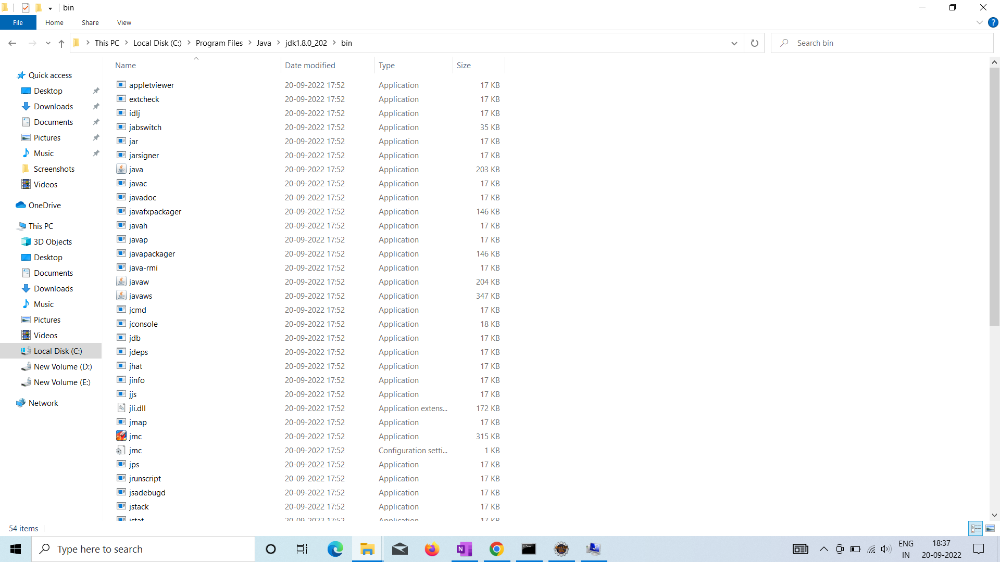 bin
File Home Share View
This PC Local Disk (C:) Program Files Java jdk1.8.0_202 bin
Search bin
Name Date modified Type Size
Quick access
Desktop
Downloads
Documents
Pictures
Music
Screenshots
Videos
OneDrive
This PC
3D Objects
Desktop
Documents
Downloads
Music
Pictures
Videos
Local Disk (C:)
New Volume (D:)
New Volume (E:)
Network
appletviewer 20-09-2022 17:52 Application 17 KB
extcheck 20-09-2022 17:52 Application 17 KB
idlj 20-09-2022 17:52 Application 17 KB
jabswitch 20-09-2022 17:52 Application 35 KB
jar 20-09-2022 17:52 Application 17 KB
jarsigner 20-09-2022 17:52 Application 17 KB
java 20-09-2022 17:52 Application 203 KB
javac 20-09-2022 17:52 Application 17 KB
javadoc 20-09-2022 17:52 Application 17 KB
javafxpackager 20-09-2022 17:52 Application 146 KB
javah 20-09-2022 17:52 Application 17 KB
javap 20-09-2022 17:52 Application 17 KB
javapackager 20-09-2022 17:52 Application 146 KB
java-rmi 20-09-2022 17:52 Application 17 KB
javaw 20-09-2022 17:52 Application 204 KB
javaws 20-09-2022 17:52 Application 347 KB
jcmd 20-09-2022 17:52 Application 17 KB
jconsole 20-09-2022 17:52 Application 18 KB
jdb 20-09-2022 17:52 Application 17 KB
jdeps 20-09-2022 17:52 Application 17 KB
jhat 20-09-2022 17:52 Application 17 KB
jinfo 20-09-2022 17:52 Application 17 KB
jjs 20-09-2022 17:52 Application 17 KB
jli.dll 20-09-2022 17:52 Application extens... 172 KB
jmap 20-09-2022 17:52 Application 17 KB
jmc 20-09-2022 17:52 Application 315 KB
jmc 20-09-2022 17:52 Configuration setti... 1 KB
jps 20-09-2022 17:52 Application 17 KB
jrunscript 20-09-2022 17:52 Application 17 KB
jsadebugd 20-09-2022 17:52 Application 17 KB
jstack 20-09-2022 17:52 Application 17 KB
jstat 20-09-2022 17:52 Application 17 KB
54 items
Type here to search
ENG
IN
18:37
20-09-2022